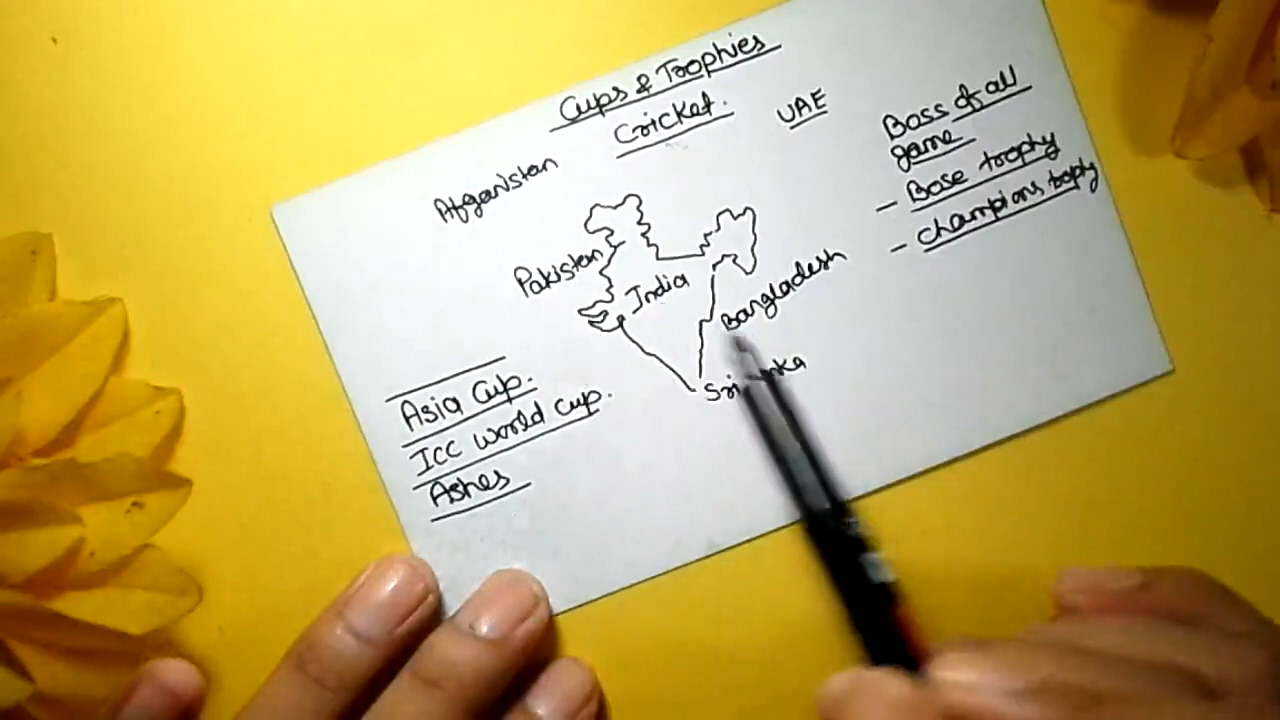 Cups & Trophies
Cricket.
UAE
Afganistan
Pakistan
India
Bangladesh
Asia Cup.
ICC World Cup.
Ashes
Boss of all
game
- Base trophy
- Champions trophy